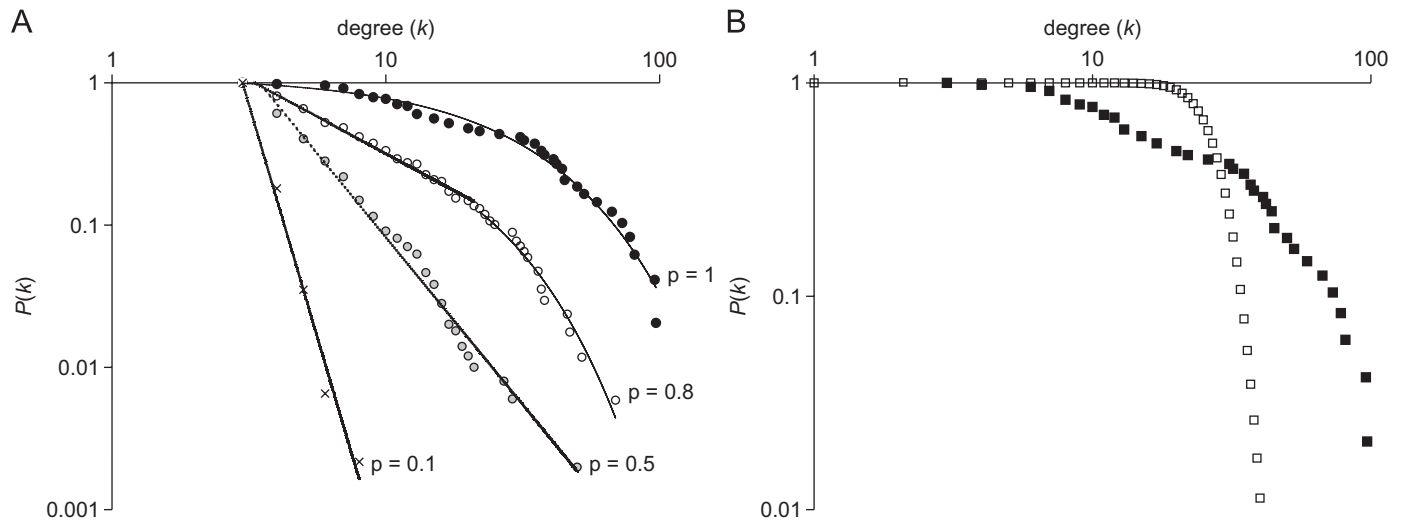 A
degree (k)
1 10 100
1
0.1
0.01
0.001
P(k)
p = 1
p = 0.8
p = 0.5
p = 0.1
B
degree (k)
1 10 100
1
0.1
0.01
P(k)